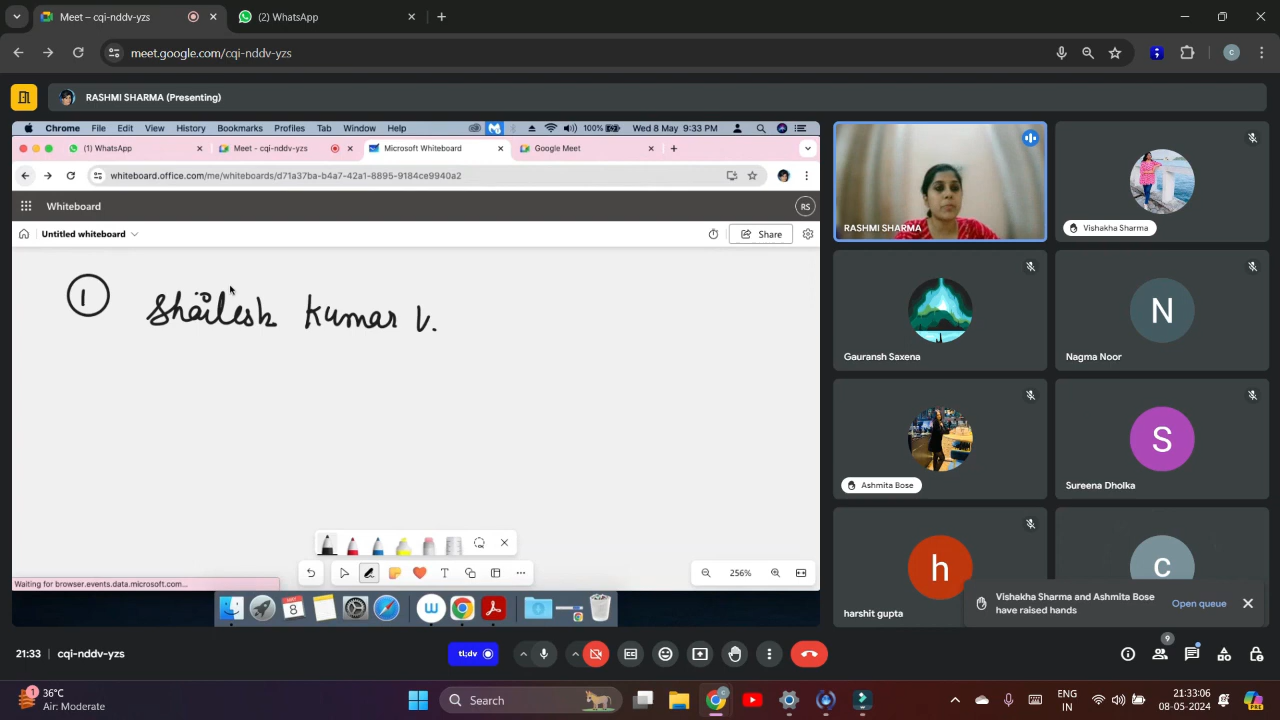 Meet – cqi-nddv-yzs
(2) WhatsApp
meet.google.com/cqi-nddv-yzs
RASHMI SHARMA (Presenting)
Chrome File Edit View History Bookmarks Profiles Tab Window Help 100% Wed 8 May 9:33 PM
(1) WhatsApp
Meet - cqi-nddv-yzs
Microsoft Whiteboard
Google Meet
whiteboard.office.com/me/whiteboards/d71a37ba-b4a7-42a1-8895-9184ce9940a2
Whiteboard
RS
Untitled whiteboard
Share
1 Shailesh Kumar V.
256%
Waiting for browser.events.data.microsoft.com...
RASHMI SHARMA
Vishakha Sharma
Gauransh Saxena
N
Nagma Noor
Ashmita Bose
S
Sureena Dholka
h
harshit gupta
c
Vishakha Sharma and Ashmita Bose
have raised hands
Open queue
21:33 cqi-nddv-yzs
tl;dv
9
1
36°C
Air: Moderate
Search
ENG
IN
21:33:06
08-05-2024